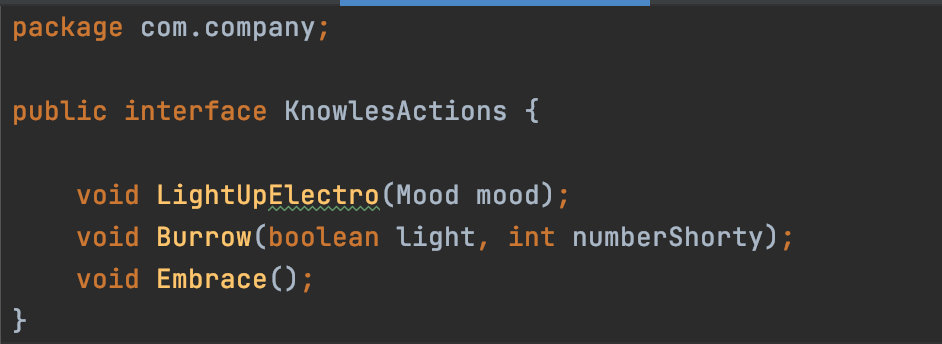 package com.company;
public interface KnowlesActions {
void LightUpElectro(Mood mood);
void Burrow(boolean light, int numberShorty);
void Embrace();
}